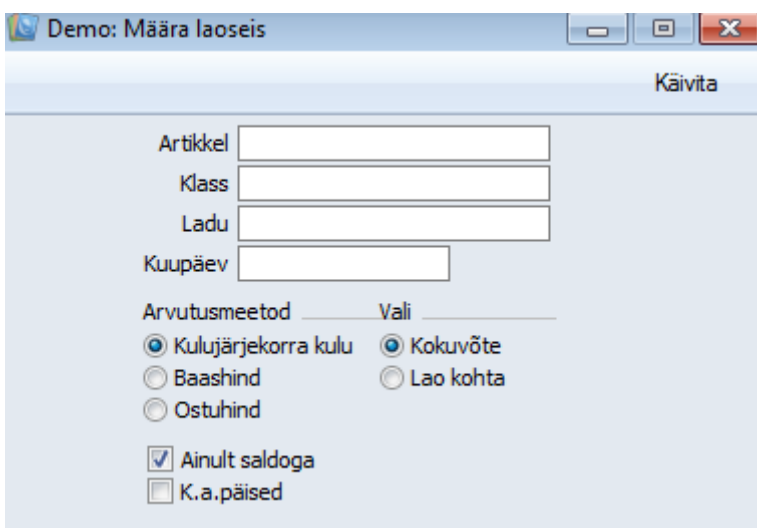 Demo: Määra laoseis
Käivita
Artikkel
Klass
Ladu
Kuupäev
Arvutusmeetod Vali
Kulujärjekorra kulu Kokuvõte
Baashind Lao kohta
Ostuhind
Ainult saldoga
K.a.päised